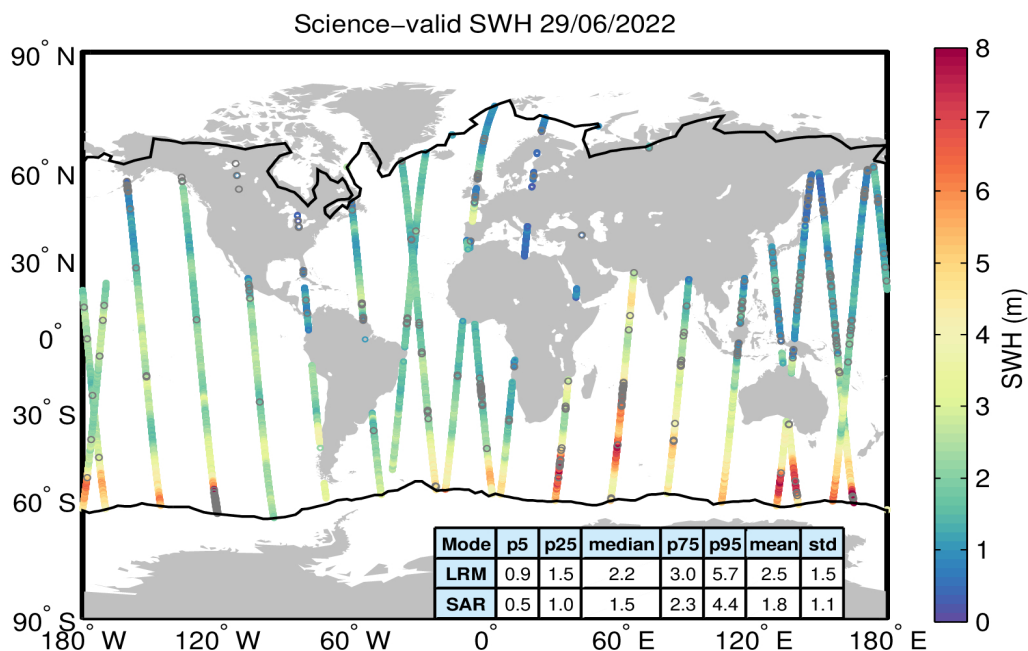 Science−valid SWH 29/06/2022
90° N
60° N
30° N
0°
30° S
60° S
90° S
180° W
120° W
60° W
0°
60° E
120° E
180° E
Mode p5 p25 median p75 p95 mean std
LRM 0.9 1.5 2.2 3.0 5.7 2.5 1.5
SAR 0.5 1.0 1.5 2.3 4.4 1.8 1.1
8
7
6
5
4
3
2
1
0
SWH (m)